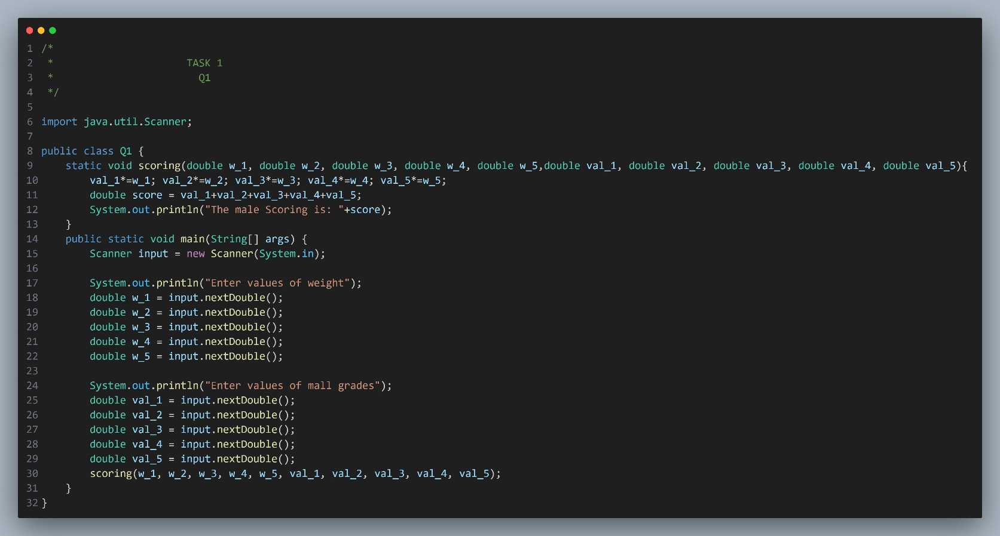 1 /*
2  *                      TASK 1
3  *                        Q1
4  */
5
6 import java.util.Scanner;
7
8 public class Q1 {
9     static void scoring(double w_1, double w_2, double w_3, double w_4, double w_5,double val_1, double val_2, double val_3, double val_4, double val_5){
10         val_1*=w_1; val_2*=w_2; val_3*=w_3; val_4*=w_4; val_5*=w_5;
11         double score = val_1+val_2+val_3+val_4+val_5;
12         System.out.println("The male Scoring is: "+score);
13     }
14     public static void main(String[] args) {
15         Scanner input = new Scanner(System.in);
16
17         System.out.println("Enter values of weight");
18         double w_1 = input.nextDouble();
19         double w_2 = input.nextDouble();
20         double w_3 = input.nextDouble();
21         double w_4 = input.nextDouble();
22         double w_5 = input.nextDouble();
23
24         System.out.println("Enter values of mall grades");
25         double val_1 = input.nextDouble();
26         double val_2 = input.nextDouble();
27         double val_3 = input.nextDouble();
28         double val_4 = input.nextDouble();
29         double val_5 = input.nextDouble();
30         scoring(w_1, w_2, w_3, w_4, w_5, val_1, val_2, val_3, val_4, val_5);
31     }
32 }